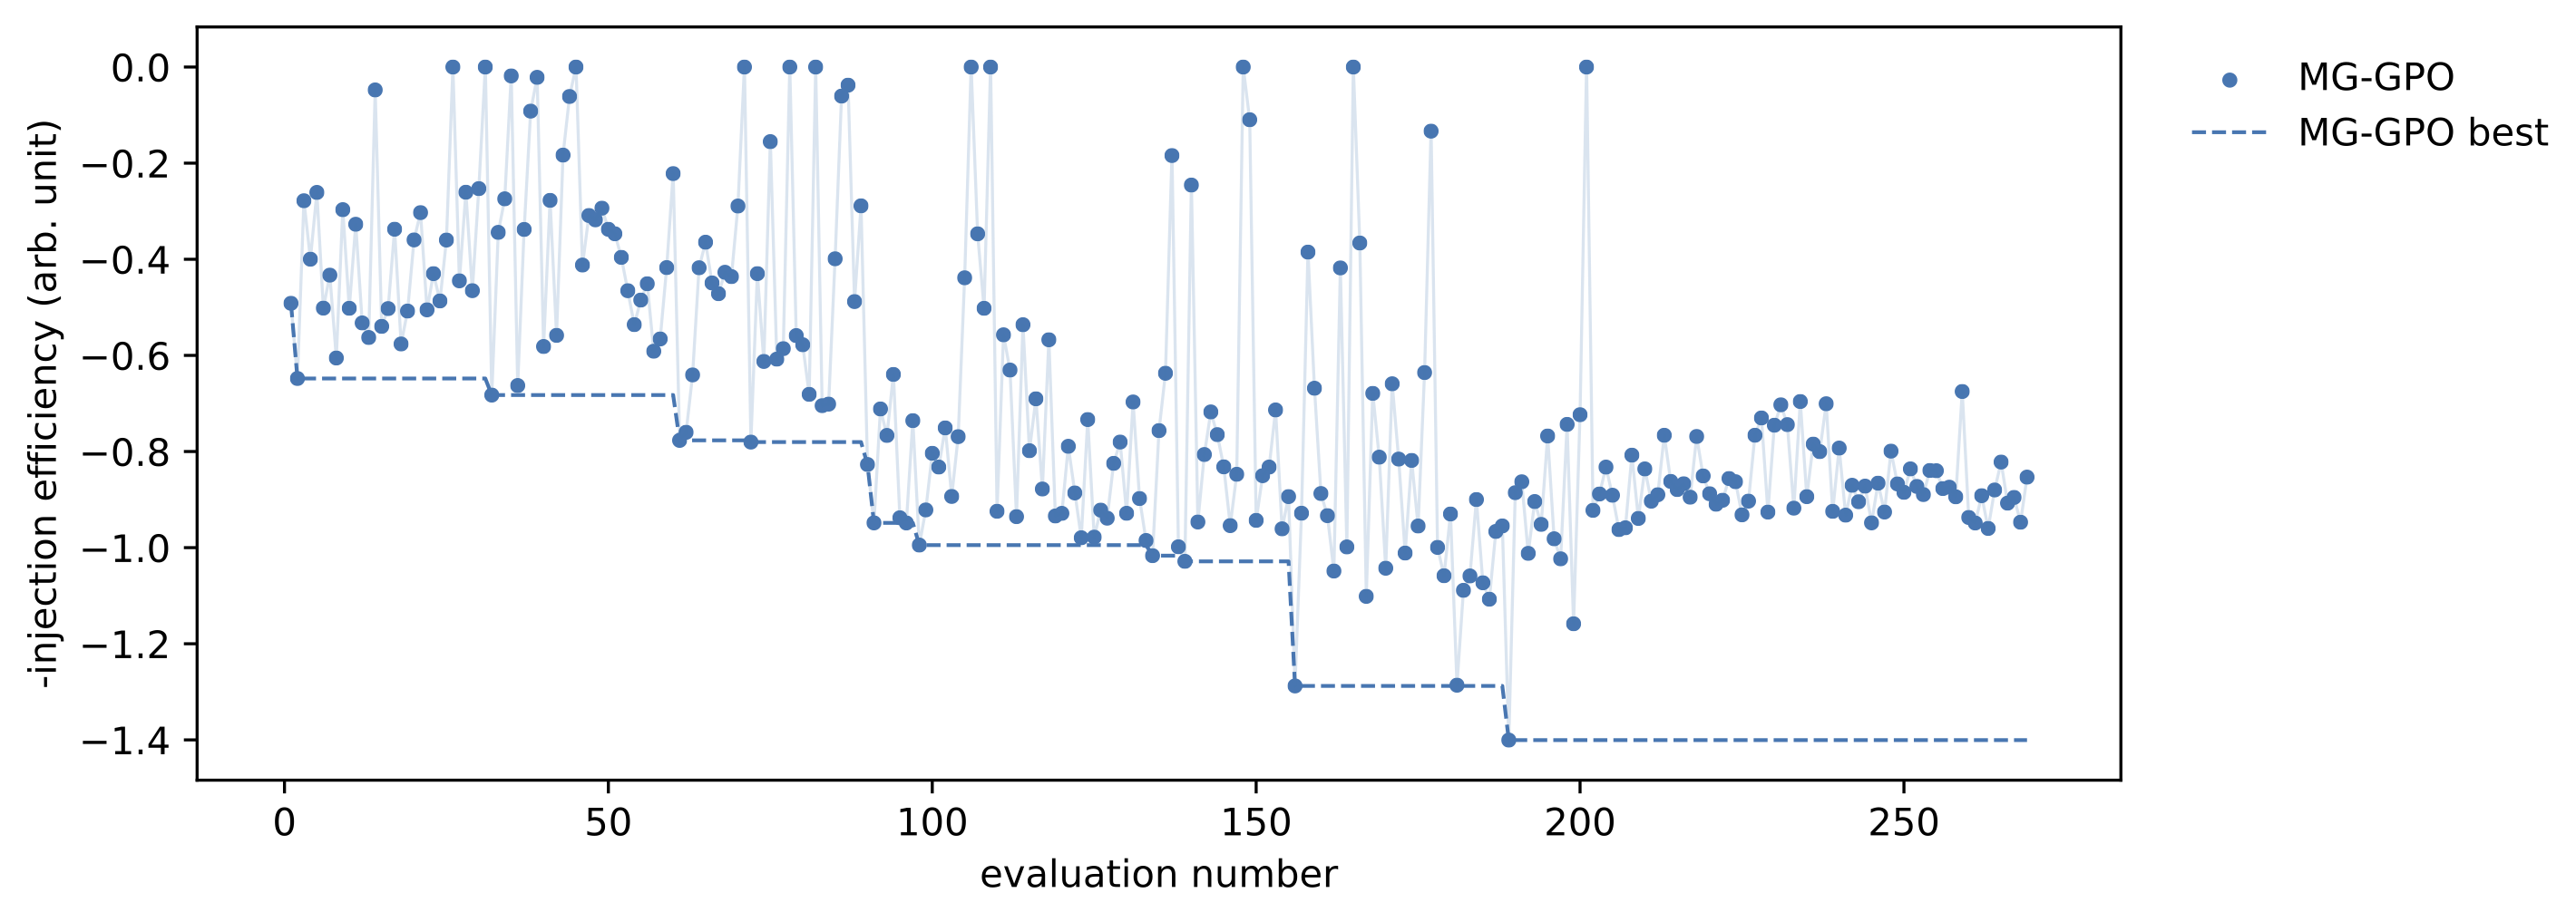 MG-GPO
MG-GPO best
-injection efficiency (arb. unit)
0.0
−0.2
−0.4
−0.6
−0.8
−1.0
−1.2
−1.4
0 50 100 150 200 250
evaluation number